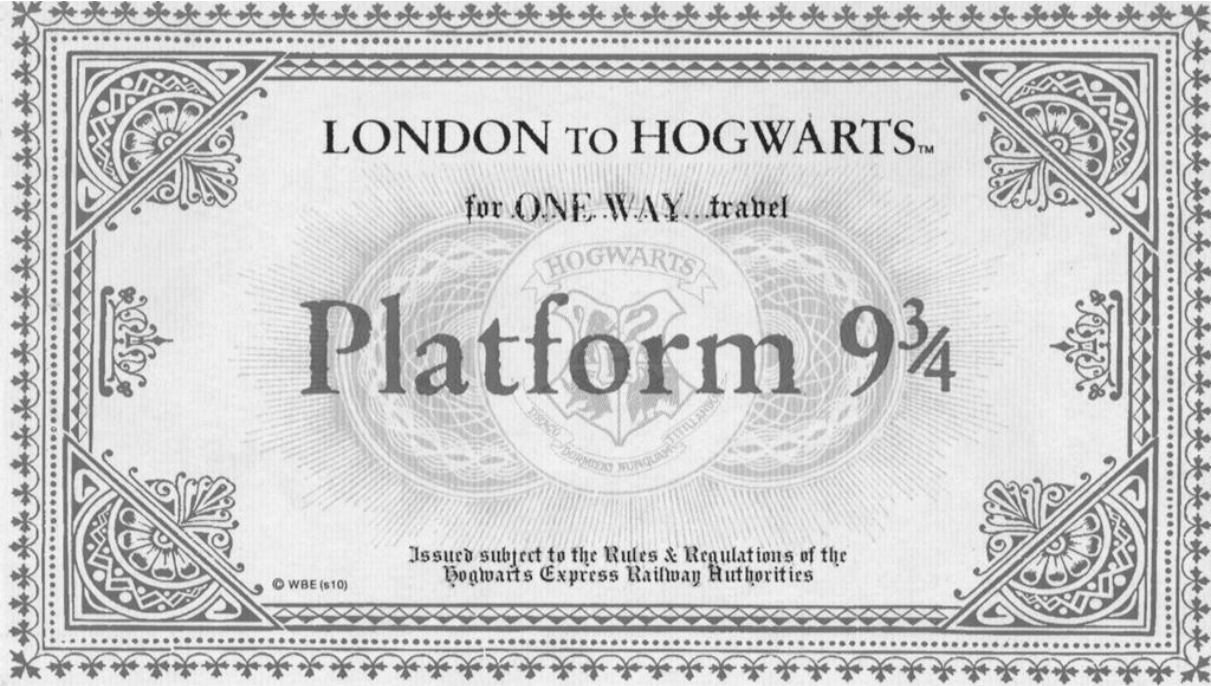 LONDON TO HOGWARTS™
for ONE WAY travel
HOGWARTS
Platform 9¾
DRACO DORMIENS NUNQUAM TITILLANDUS
Issued subject to the Rules & Regulations of the
Hogwarts Express Railway Authorities
© WBE (s10)